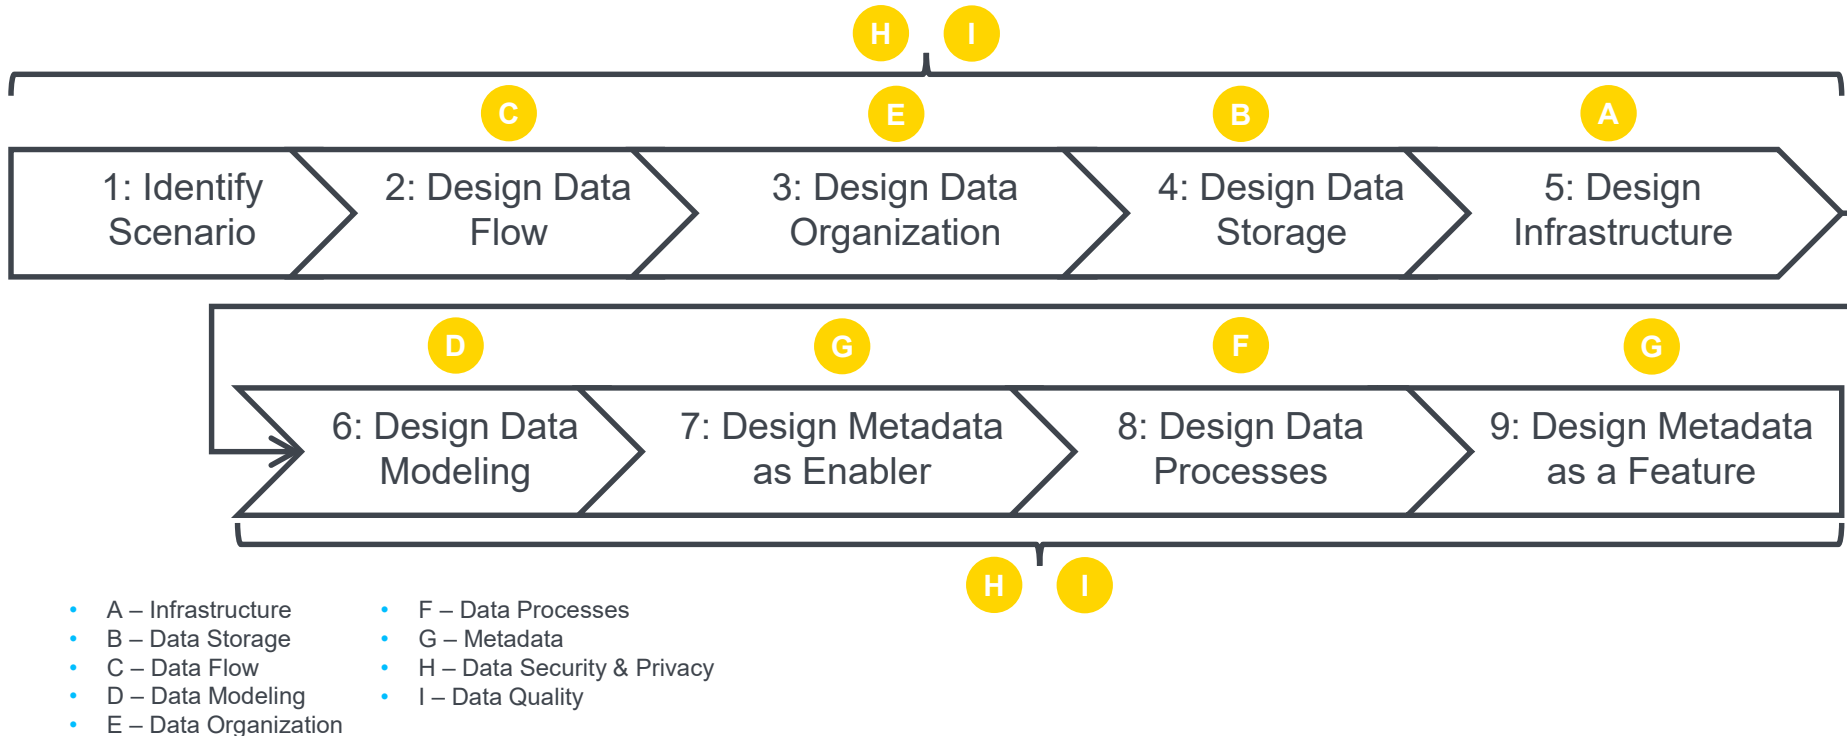 H I
C E B A
1: Identify
Scenario
2: Design Data
Flow
3: Design Data
Organization
4: Design Data
Storage
5: Design
Infrastructure
D G F G
6: Design Data
Modeling
7: Design Metadata
as Enabler
8: Design Data
Processes
9: Design Metadata
as a Feature
H I
• A – Infrastructure
• B – Data Storage
• C – Data Flow
• D – Data Modeling
• E – Data Organization
• F – Data Processes
• G – Metadata
• H – Data Security & Privacy
• I – Data Quality